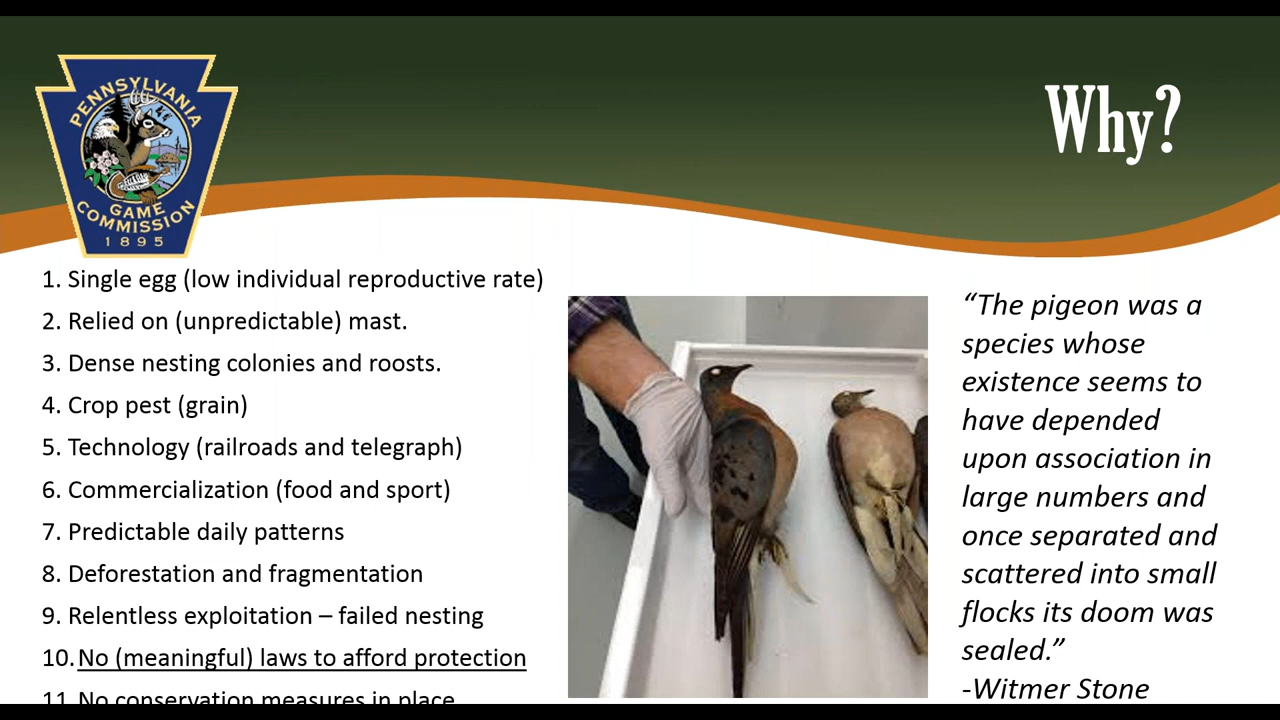 PENNSYLVANIA
GAME
COMMISSION
1895
Why?
1. Single egg (low individual reproductive rate)
2. Relied on (unpredictable) mast.
3. Dense nesting colonies and roosts.
4. Crop pest (grain)
5. Technology (railroads and telegraph)
6. Commercialization (food and sport)
7. Predictable daily patterns
8. Deforestation and fragmentation
9. Relentless exploitation – failed nesting
10. No (meaningful) laws to afford protection
11. No conservation measures in place
“The pigeon was a
species whose
existence seems to
have depended
upon association in
large numbers and
once separated and
scattered into small
flocks its doom was
sealed.”
-Witmer Stone